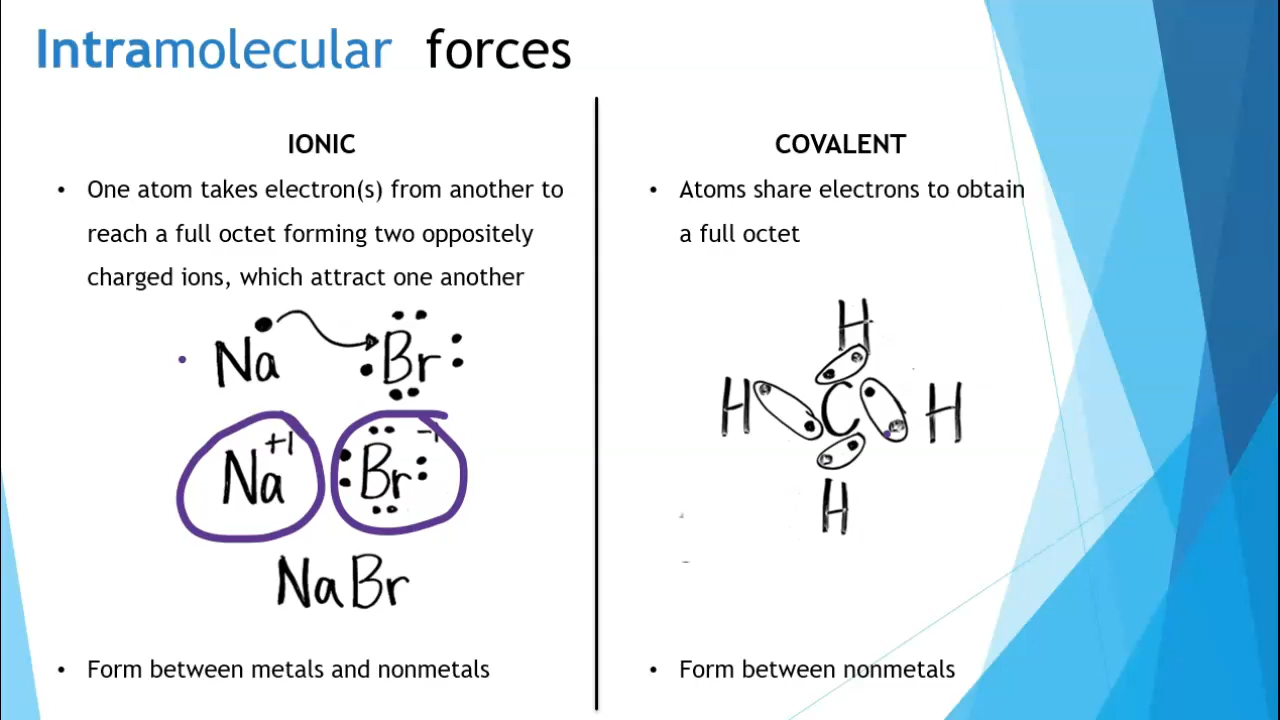 Intramolecular forces
IONIC
• One atom takes electron(s) from another to
reach a full octet forming two oppositely
charged ions, which attract one another
Na Br
Na+1 Br-1
NaBr
• Form between metals and nonmetals
COVALENT
• Atoms share electrons to obtain
a full octet
H
H C H
H
• Form between nonmetals